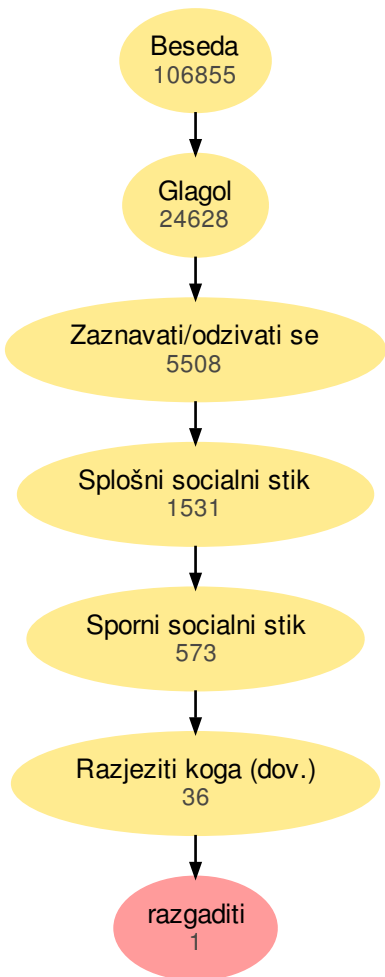 Beseda
106855
Glagol
24628
Zaznavati/odzivati se
5508
Splošni socialni stik
1531
Sporni socialni stik
573
Razjeziti koga (dov.)
36
razgaditi
1